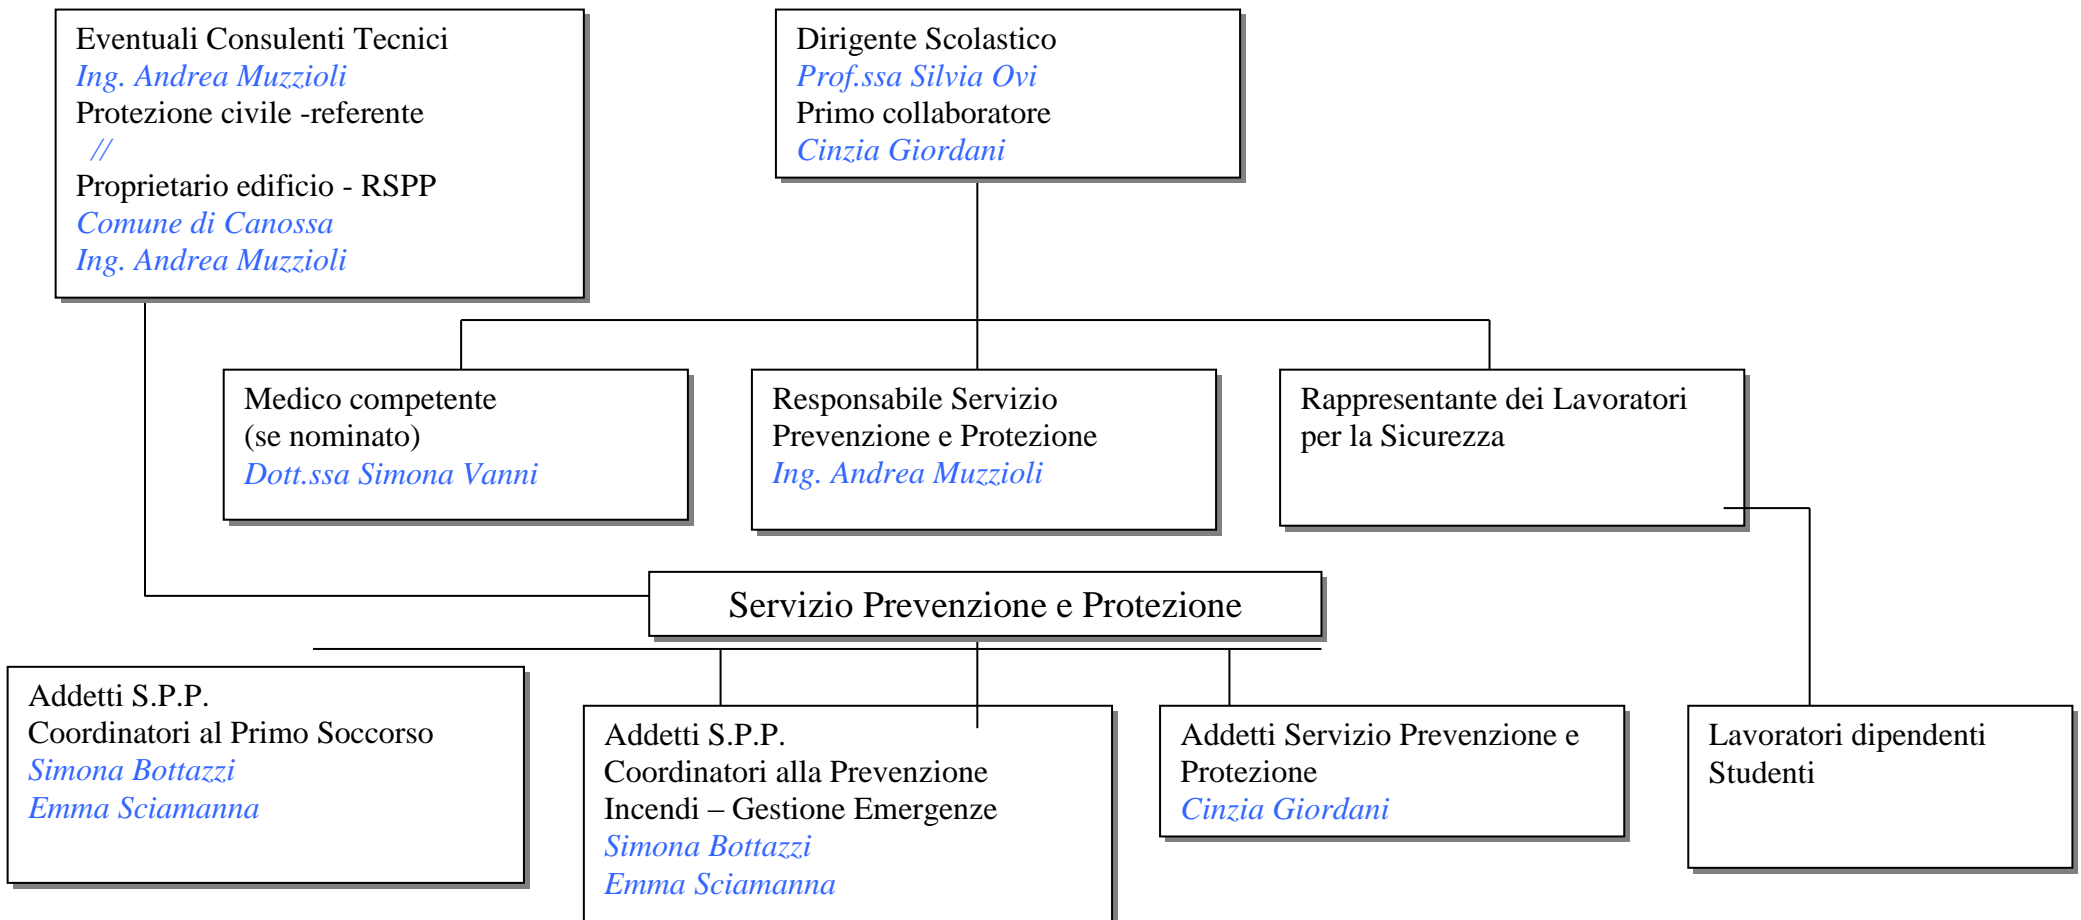 Eventuali Consulenti Tecnici
Ing. Andrea Muzzioli
Protezione civile -referente
//
Proprietario edificio - RSPP
Comune di Canossa
Ing. Andrea Muzzioli
Dirigente Scolastico
Prof.ssa Silvia Ovi
Primo collaboratore
Cinzia Giordani
Medico competente
(se nominato)
Dott.ssa Simona Vanni
Responsabile Servizio
Prevenzione e Protezione
Ing. Andrea Muzzioli
Rappresentante dei Lavoratori
per la Sicurezza
Servizio Prevenzione e Protezione
Addetti S.P.P.
Coordinatori al Primo Soccorso
Simona Bottazzi
Emma Sciamanna
Addetti S.P.P.
Coordinatori alla Prevenzione
Incendi – Gestione Emergenze
Simona Bottazzi
Emma Sciamanna
Addetti Servizio Prevenzione e
Protezione
Cinzia Giordani
Lavoratori dipendenti
Studenti